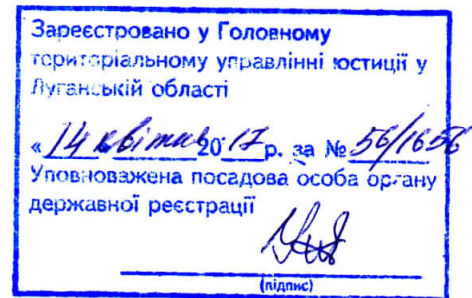 Зареєстровано у Головному
територіальному управлінні юстиції у
Луганській області
«14 квітня 2017р. за № 56/1656
Уповноважена посадова особа органу
державної реєстрації
(підпис)